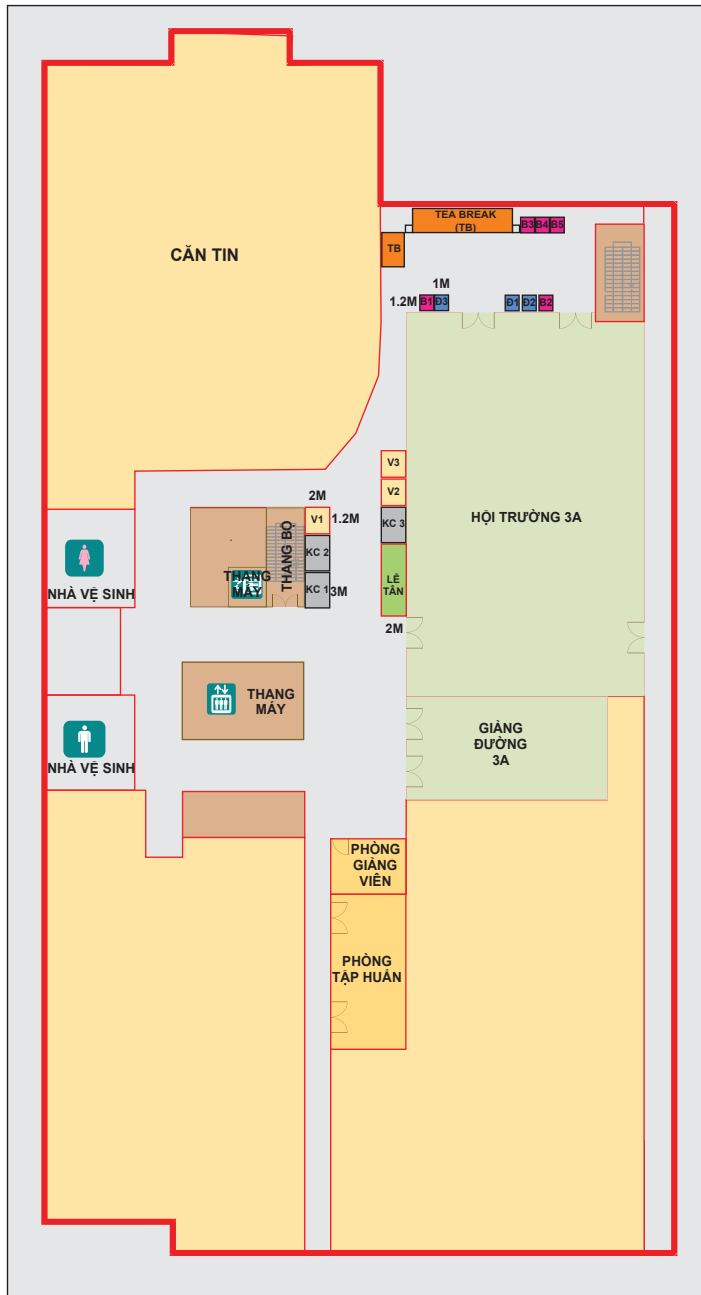 TEA BREAK
(TB)
B3 B4 B5
TB
CĂN TIN
1M
1.2M
B1 Đ3
Đ1 Đ2 B2
V3
V2
2M
V1
1.2M
KC 3
HỘI TRƯỜNG 3A
THANG BỘ
KC 2
THANG
MÁY
KC 1
3M
LỄ
TÂN
NHÀ VỆ SINH
2M
THANG
MÁY
GIẢNG
ĐƯỜNG
3A
NHÀ VỆ SINH
PHÒNG
GIẢNG
VIÊN
PHÒNG
TẬP HUẤN